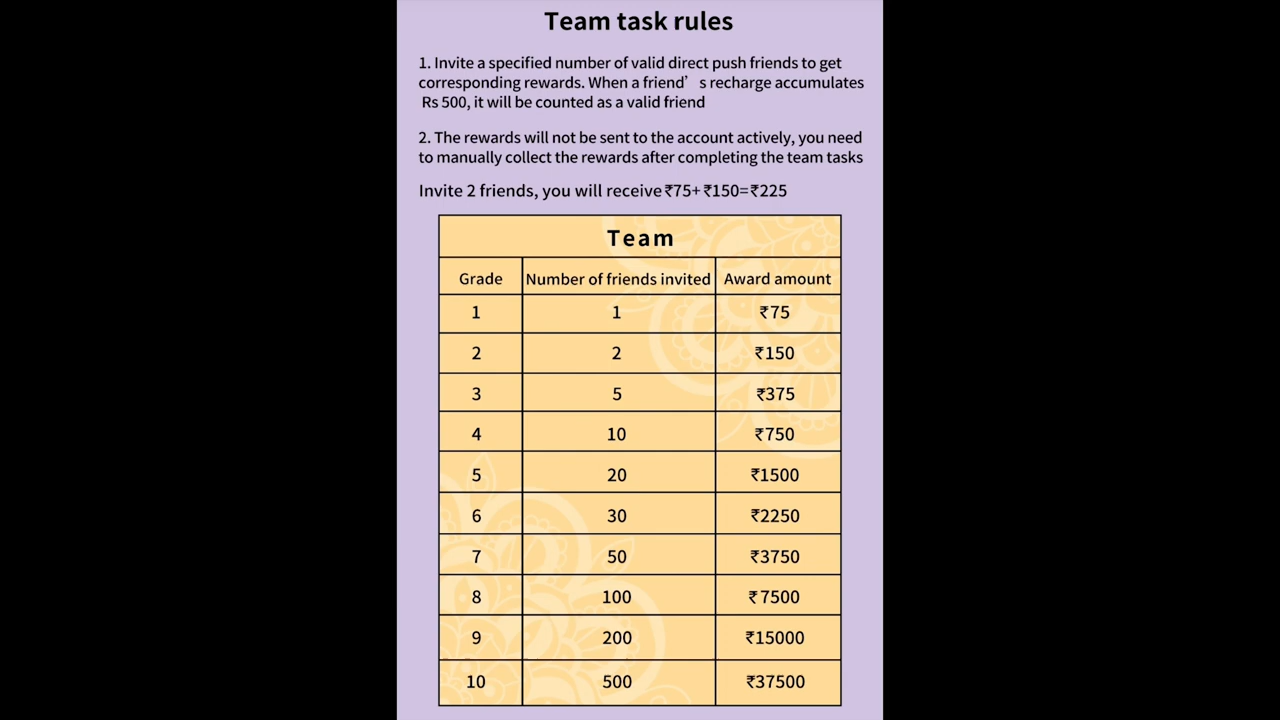 Team task rules
1. Invite a specified number of valid direct push friends to get
corresponding rewards. When a friend’s recharge accumulates
Rs 500, it will be counted as a valid friend
2. The rewards will not be sent to the account actively, you need
to manually collect the rewards after completing the team tasks
Invite 2 friends, you will receive ₹75+ ₹150=₹225
Team
Grade Number of friends invited Award amount
1 1 ₹75
2 2 ₹150
3 5 ₹375
4 10 ₹750
5 20 ₹1500
6 30 ₹2250
7 50 ₹3750
8 100 ₹7500
9 200 ₹15000
10 500 ₹37500